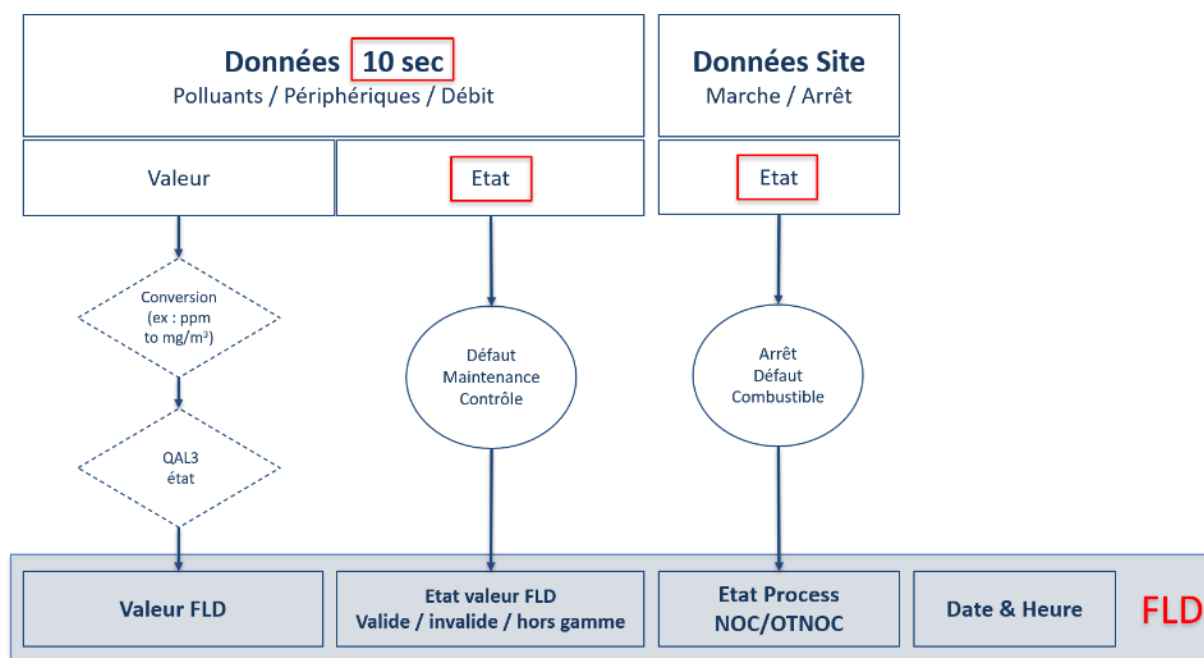 Données 10 sec
Polluants / Périphériques / Débit
Données Site
Marche / Arrêt
Valeur
Etat
Etat
Conversion
(ex : ppm
to mg/m³)
QAL3
état
Défaut
Maintenance
Contrôle
Arrêt
Défaut
Combustible
Valeur FLD
Etat valeur FLD
Valide / invalide / hors gamme
Etat Process
NOC/OTNOC
Date & Heure
FLD